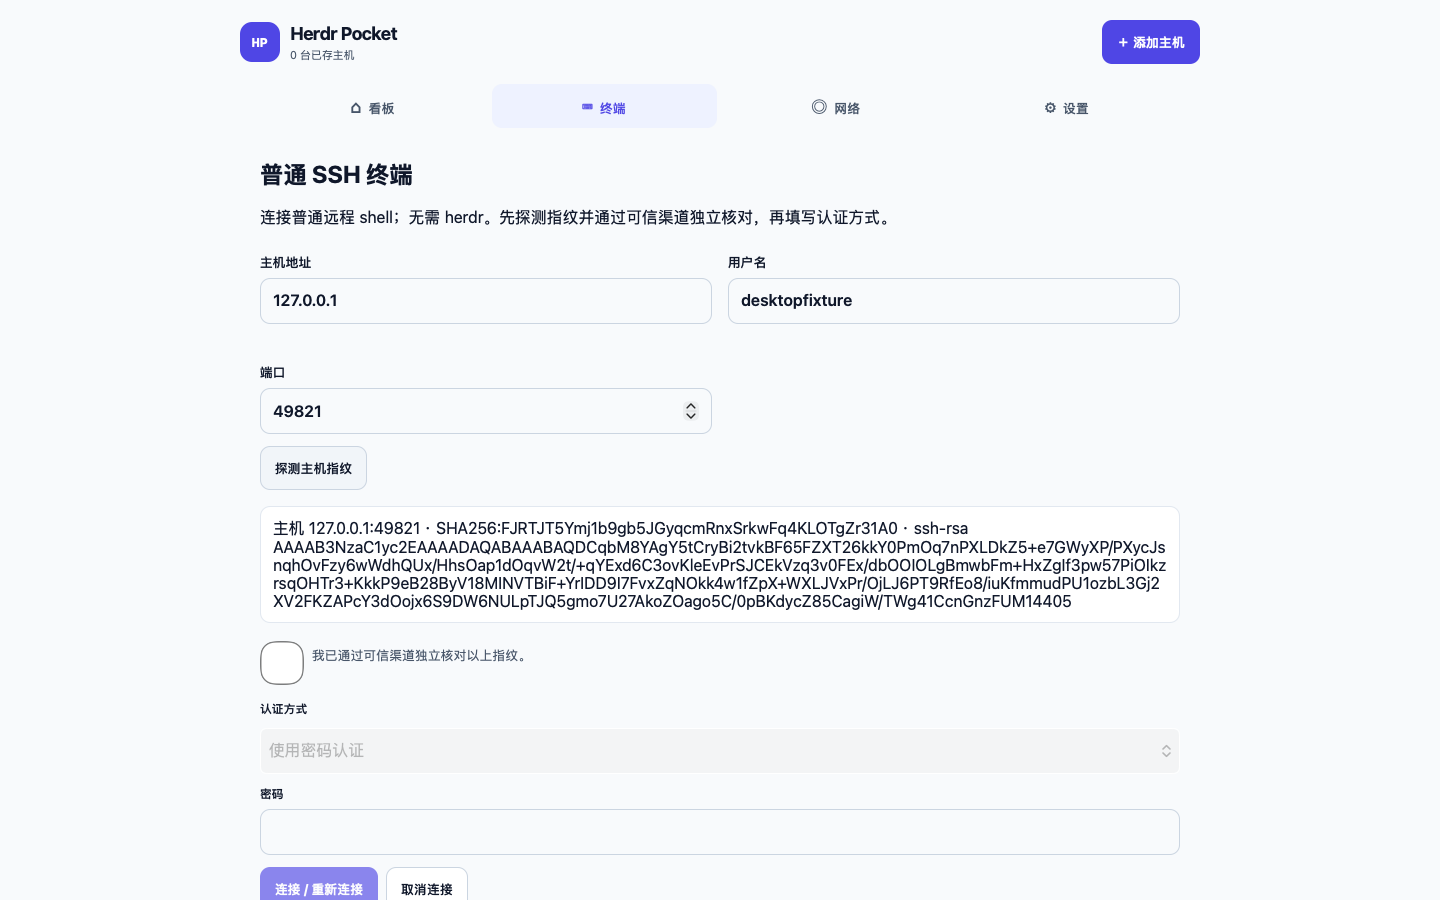 HP
Herdr Pocket
0 台已存主机
+ 添加主机
看板
终端
网络
设置
普通 SSH 终端
连接普通远程 shell；无需 herdr。先探测指纹并通过可信渠道独立核对，再填写认证方式。
主机地址
用户名
127.0.0.1
desktopfixture
端口
49821
探测主机指纹
主机 127.0.0.1:49821 · SHA256:FJRTJT5Ymj1b9gb5JGyqcmRnxSrkwFq4KLOTgZr31A0 · ssh-rsa
AAAAB3NzaC1yc2EAAAADAQABAAABAQDCqbM8YAgY5tCryBi2tvkBF65FZXT26kkY0PmOq7nPXLDkZ5+e7GWyXP/PXycJs
nqhOvFzy6wWdhQUx/HhsOap1dOqvW2t/+qYExd6C3ovKleEvPrSJCEkVzq3v0FEx/dbOOIOLgBmwbFm+HxZgIf3pw57PiOIkz
rsqOHTr3+KkkP9eB28ByV18MINVTBiF+YrIDD9I7FvxZqNOkk4w1fZpX+WXLJVxPr/OjLJ6PT9RfEo8/iuKfmmudPU1ozbL3Gj2
XV2FKZAPcY3dOojx6S9DW6NULpTJQ5gmo7U27AkoZOago5C/0pBKdycZ85CagiW/TWg41CcnGnzFUM14405
我已通过可信渠道独立核对以上指纹。
认证方式
使用密码认证
密码
连接 / 重新连接
取消连接